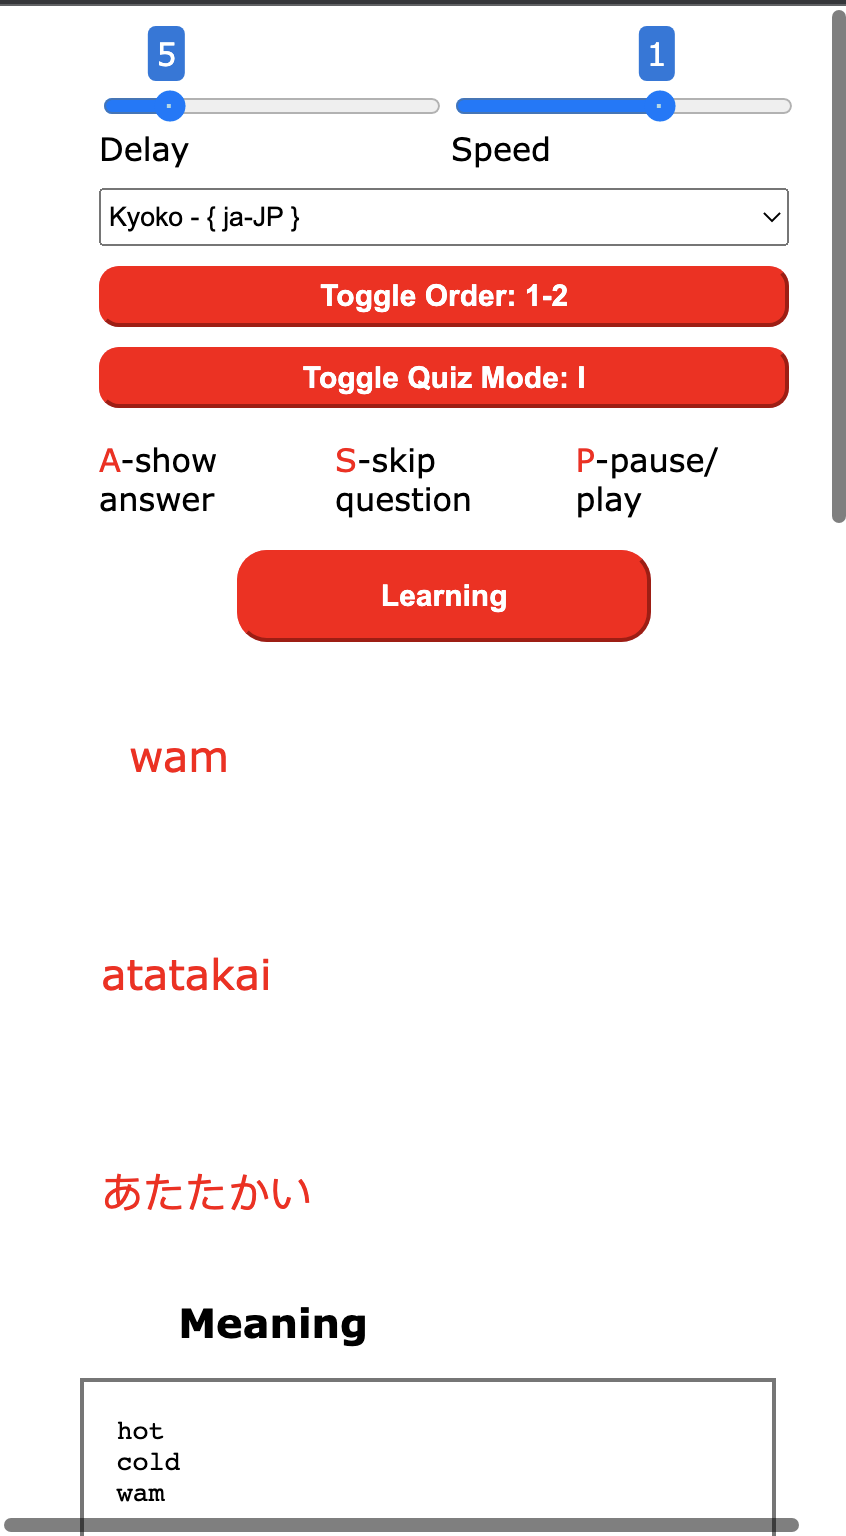 5
1
Delay
Speed
Kyoko - { ja-JP }
Toggle Order: 1-2
Toggle Quiz Mode: I
A-show
answer
S-skip
question
P-pause/
play
Learning
wam
atatakai
あたたかい
Meaning
hot
cold
wam